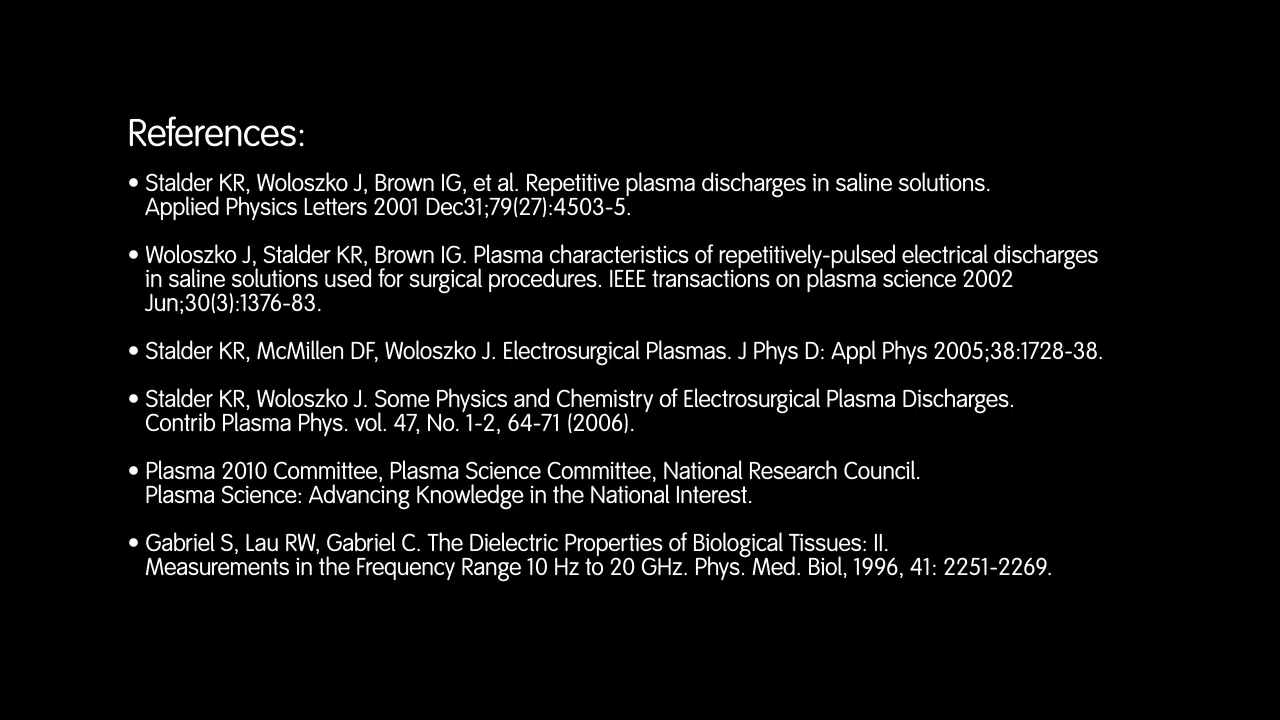 References:
• Stalder KR, Woloszko J, Brown IG, et al. Repetitive plasma discharges in saline solutions.
Applied Physics Letters 2001 Dec31;79(27):4503-5.
• Woloszko J, Stalder KR, Brown IG. Plasma characteristics of repetitively-pulsed electrical discharges
in saline solutions used for surgical procedures. IEEE transactions on plasma science 2002
Jun;30(3):1376-83.
• Stalder KR, McMillen DF, Woloszko J. Electrosurgical Plasmas. J Phys D: Appl Phys 2005;38:1728-38.
• Stalder KR, Woloszko J. Some Physics and Chemistry of Electrosurgical Plasma Discharges.
Contrib Plasma Phys. vol. 47, No. 1-2, 64-71 (2006).
• Plasma 2010 Committee, Plasma Science Committee, National Research Council.
Plasma Science: Advancing Knowledge in the National Interest.
• Gabriel S, Lau RW, Gabriel C. The Dielectric Properties of Biological Tissues: II.
Measurements in the Frequency Range 10 Hz to 20 GHz. Phys. Med. Biol, 1996, 41: 2251-2269.